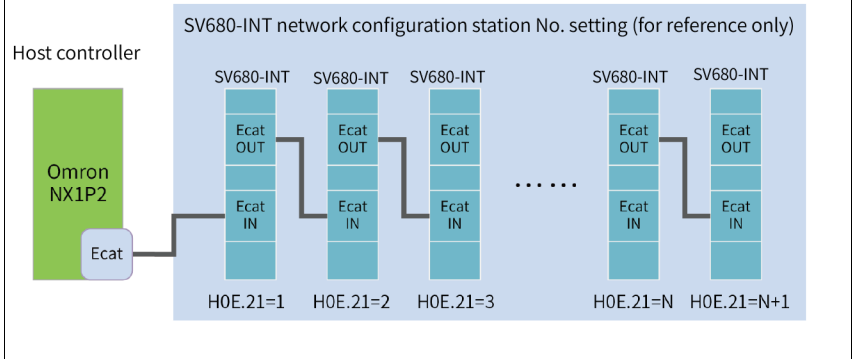 SV680-INT network configuration station No. setting (for reference only)
Host controller
SV680-INT
SV680-INT
SV680-INT
SV680-INT
SV680-INT
Ecat
OUT
Ecat
OUT
Ecat
OUT
Ecat
OUT
Ecat
OUT
Omron
NX1P2
... ...
Ecat
IN
Ecat
IN
Ecat
IN
Ecat
IN
Ecat
IN
Ecat
H0E.21=1
H0E.21=2
H0E.21=3
H0E.21=N
H0E.21=N+1